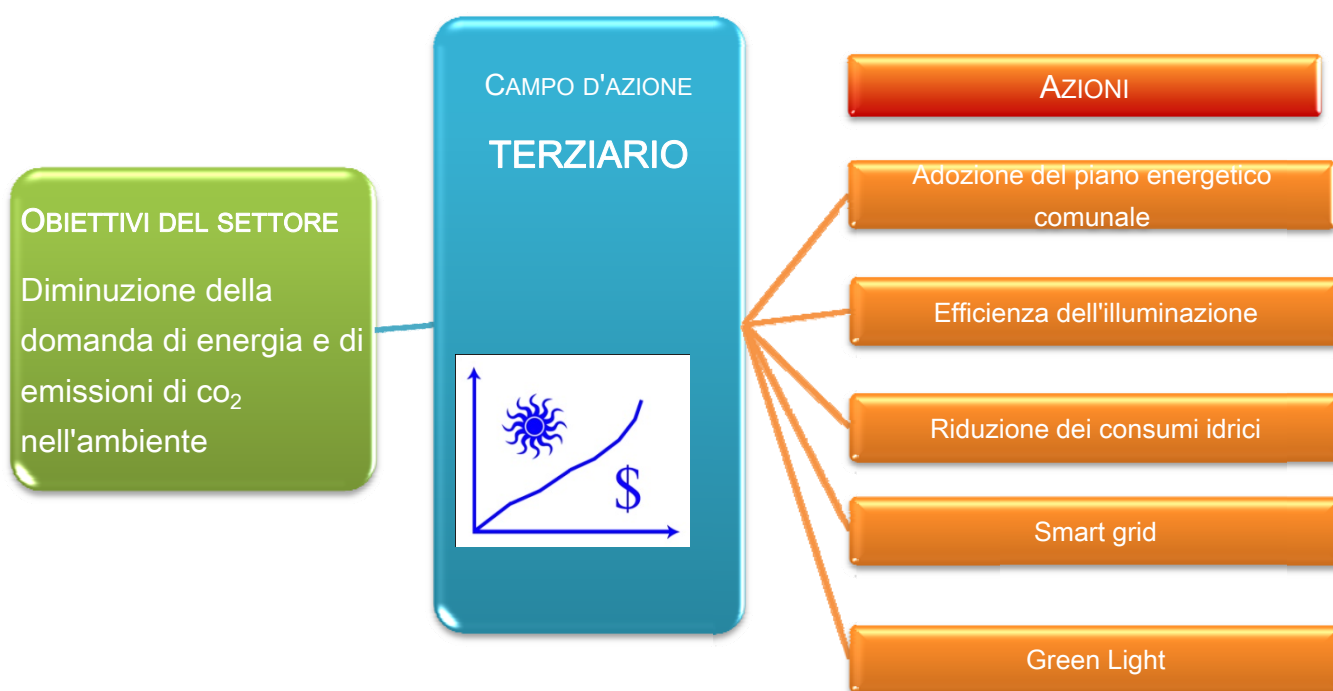 OBIETTIVI DEL SETTORE
Diminuzione della
domanda di energia e di
emissioni di co₂
nell'ambiente
CAMPO D'AZIONE
TERZIARIO
$
AZIONI
Adozione del piano energetico
comunale
Efficienza dell'illuminazione
Riduzione dei consumi idrici
Smart grid
Green Light